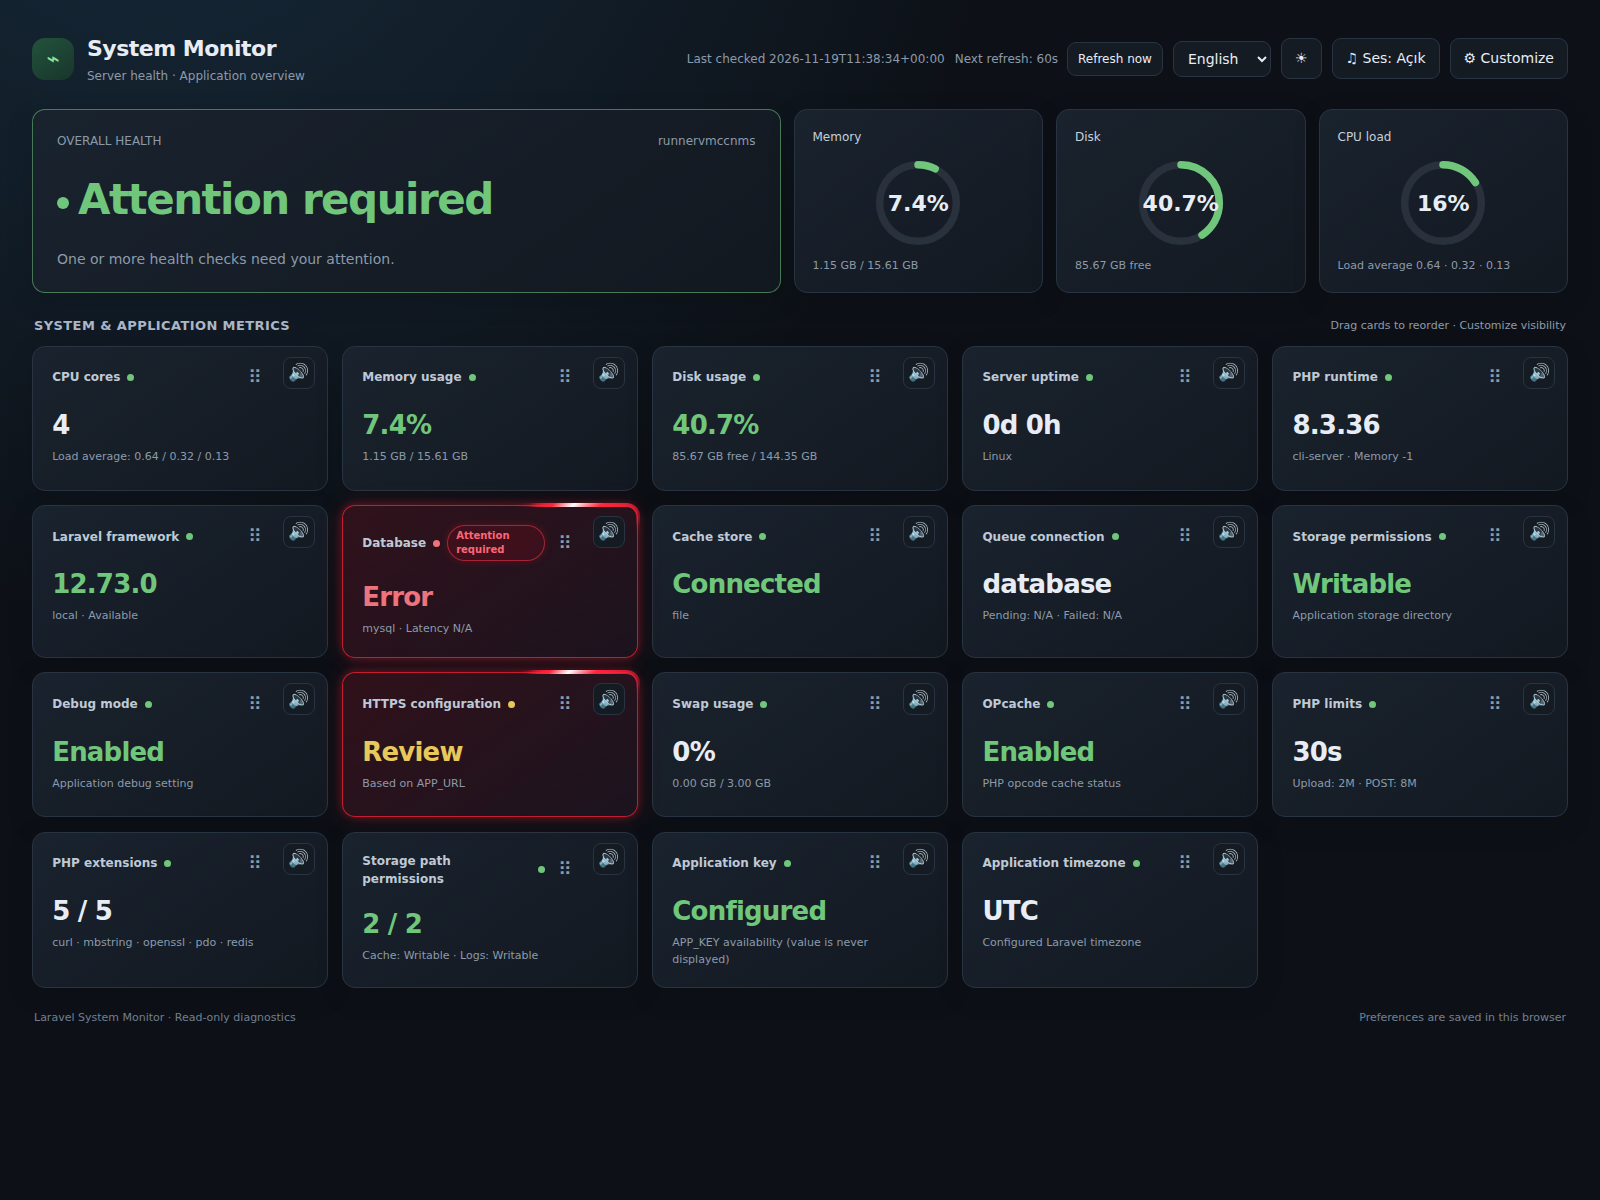 System Monitor
Server health · Application overview
Last checked 2026-11-19T11:38:34+00:00
Next refresh: 60s
Refresh now
English
☀
♫ Ses: Açık
⚙ Customize
OVERALL HEALTH
runnervmccnms
Attention required
One or more health checks need your attention.
Memory
7.4%
1.15 GB / 15.61 GB
Disk
40.7%
85.67 GB free
CPU load
16%
Load average 0.64 · 0.32 · 0.13
SYSTEM & APPLICATION METRICS
Drag cards to reorder · Customize visibility
CPU cores
4
Load average: 0.64 / 0.32 / 0.13
Memory usage
7.4%
1.15 GB / 15.61 GB
Disk usage
40.7%
85.67 GB free / 144.35 GB
Server uptime
0d 0h
Linux
PHP runtime
8.3.36
cli-server · Memory -1
Laravel framework
12.73.0
local · Available
Database
Attention
required
Error
mysql · Latency N/A
Cache store
Connected
file
Queue connection
database
Pending: N/A · Failed: N/A
Storage permissions
Writable
Application storage directory
Debug mode
Enabled
Application debug setting
HTTPS configuration
Review
Based on APP_URL
Swap usage
0%
0.00 GB / 3.00 GB
OPcache
Enabled
PHP opcode cache status
PHP limits
30s
Upload: 2M · POST: 8M
PHP extensions
5 / 5
curl · mbstring · openssl · pdo · redis
Storage path
permissions
2 / 2
Cache: Writable · Logs: Writable
Application key
Configured
APP_KEY availability (value is never
displayed)
Application timezone
UTC
Configured Laravel timezone
Laravel System Monitor · Read-only diagnostics
Preferences are saved in this browser